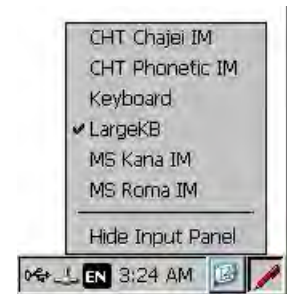 CHT Chajei IM
CHT Phonetic IM
Keyboard
LargeKB
MS Kana IM
MS Roma IM
Hide Input Panel
EN 3:24 AM